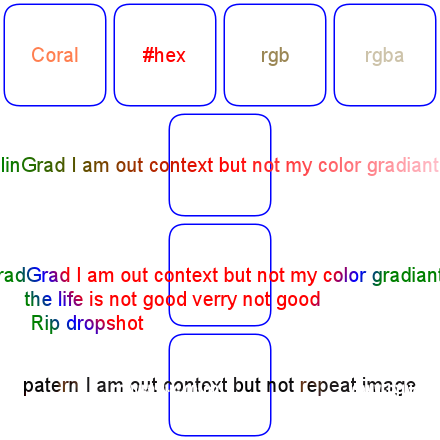 Coral #hex rgb rgba
linGrad I am out context but not my color gradiant
radGrad I am out context but not my color gradiant
the life is not good verry not good
Rip dropshot
patern I am out context but not repeat image